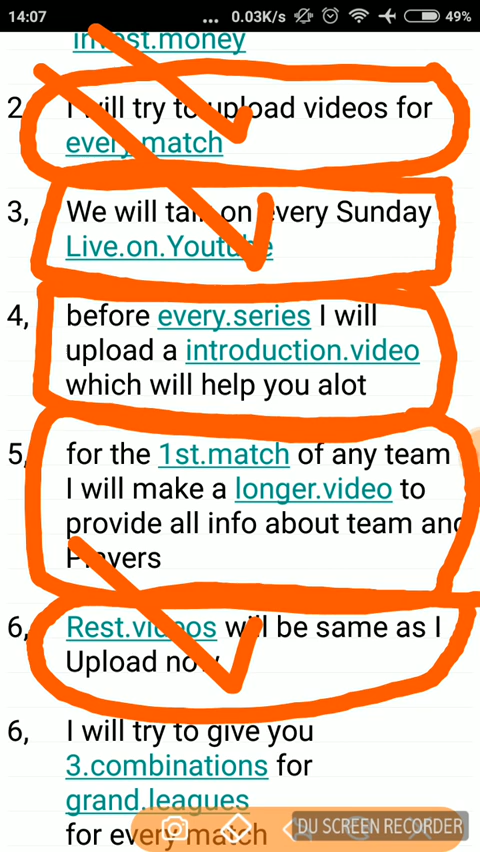 14:07 ... 0.03K/s 49%
invest.money
2 I will try to upload videos for
every.match
3, We will talk on every Sunday
Live.on.Youtube
4, before every.series I will
upload a introduction.video
which will help you alot
5, for the 1st.match of any team
I will make a longer.video to
provide all info about team and
Players
6, Rest.videos will be same as I
Upload now
6, I will try to give you
3.combinations for
grand.leagues
for every match
DU SCREEN RECORDER